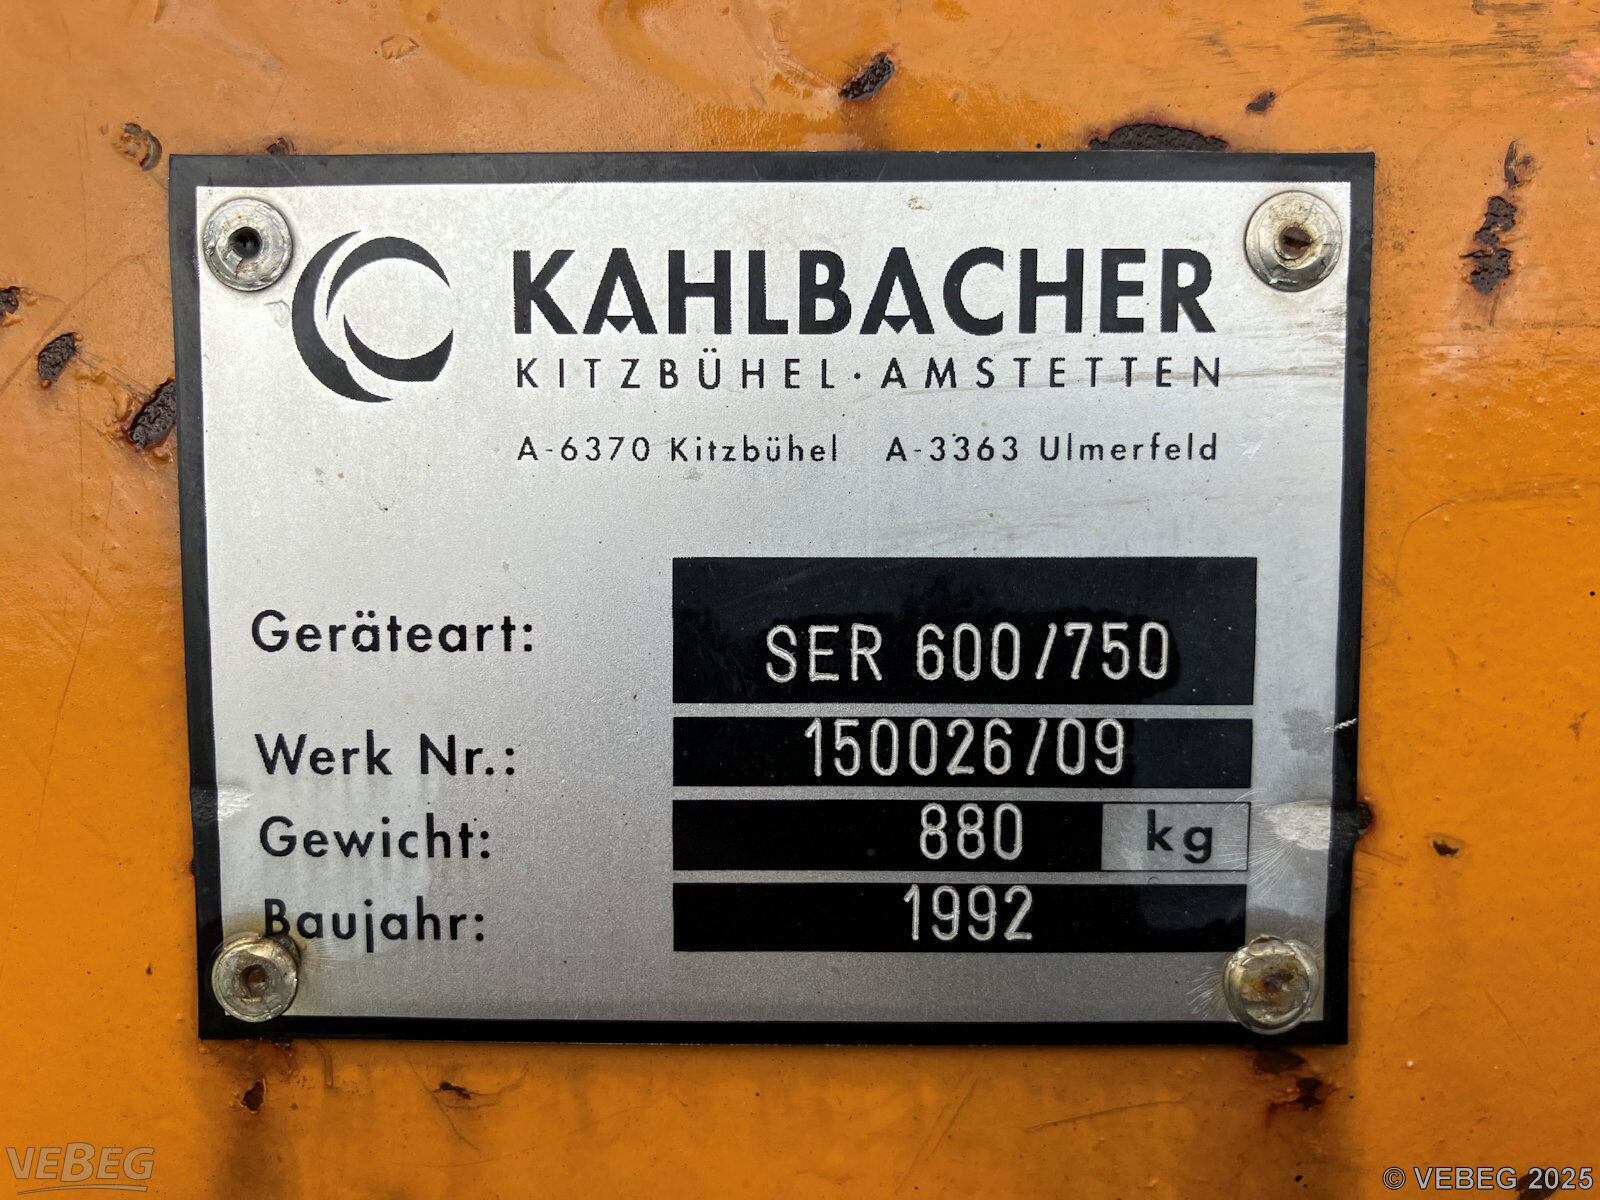 KAHLBACHER
KITZBÜHEL · AMSTETTEN
A-6370 Kitzbühel A-3363 Ulmerfeld
Geräteart: SER 600/750
Werk Nr.: 150026/09
Gewicht: 880 kg
Baujahr: 1992
VEBEG
© VEBEG 2025